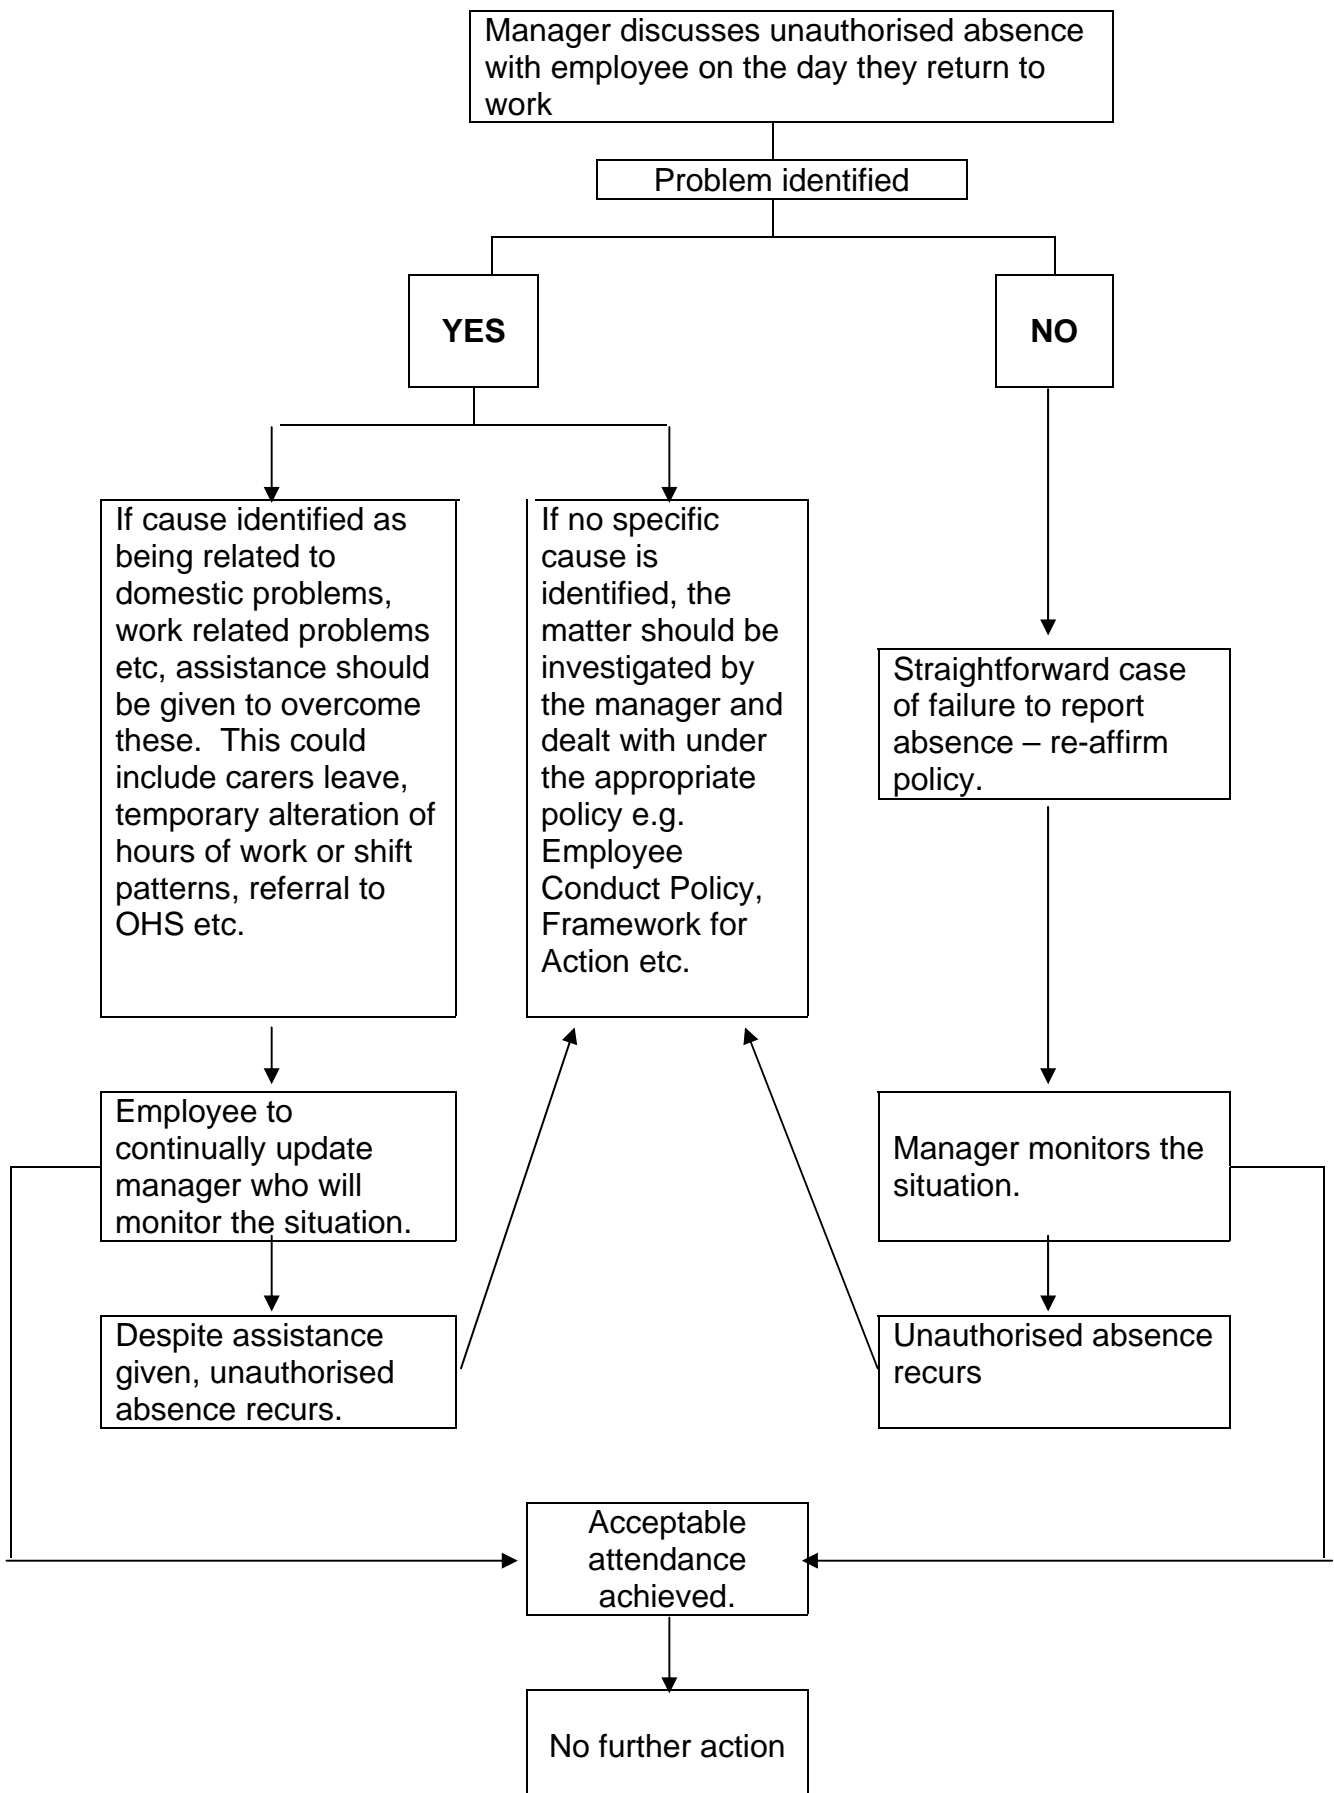 Manager discusses unauthorised absence
with employee on the day they return to
work
Problem identified
YES
NO
If cause identified as
being related to
domestic problems,
work related problems
etc, assistance should
be given to overcome
these.  This could
include carers leave,
temporary alteration of
hours of work or shift
patterns, referral to
OHS etc.
If no specific
cause is
identified, the
matter should be
investigated by
the manager and
dealt with under
the appropriate
policy e.g.
Employee
Conduct Policy,
Framework for
Action etc.
Straightforward case
of failure to report
absence – re-affirm
policy.
Employee to
continually update
manager who will
monitor the situation.
Manager monitors the
situation.
Despite assistance
given, unauthorised
absence recurs.
Unauthorised absence
recurs
Acceptable
attendance
achieved.
No further action